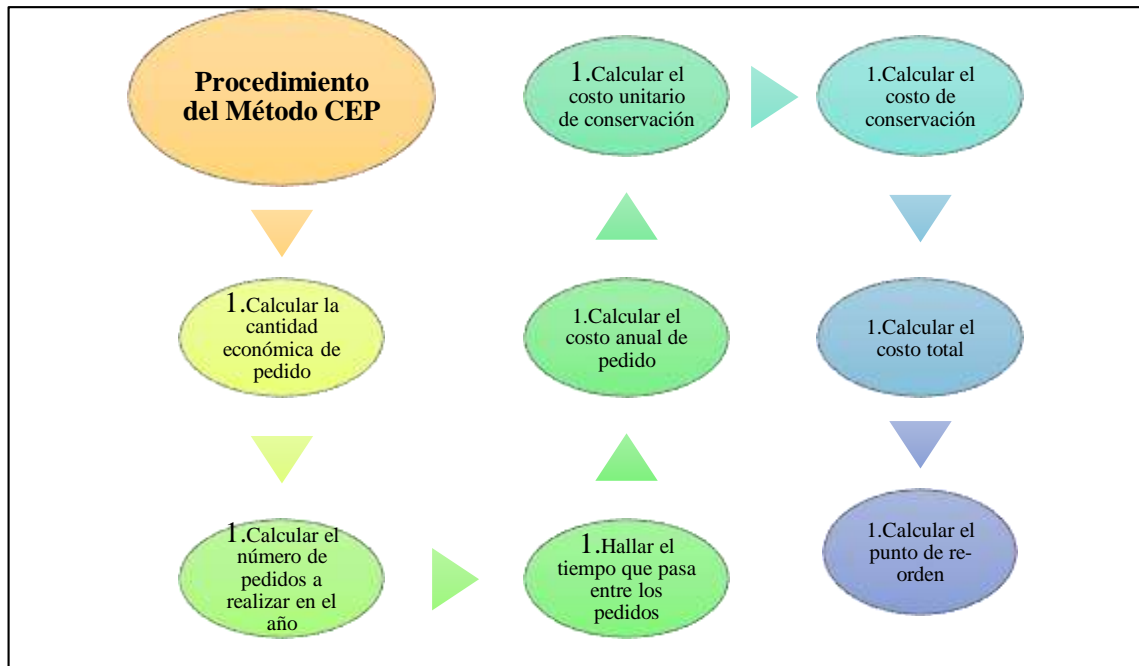 Procedimiento
del Método CEP
1.Calcular la
cantidad
económica de
pedido
1.Calcular el
número de
pedidos a
realizar en el
año
1.Hallar el
tiempo que pasa
entre los
pedidos
1.Calcular el
costo anual de
pedido
1.Calcular el
costo unitario
de conservación
1.Calcular el
costo de
conservación
1.Calcular el
costo total
1.Calcular el
punto de re-
orden